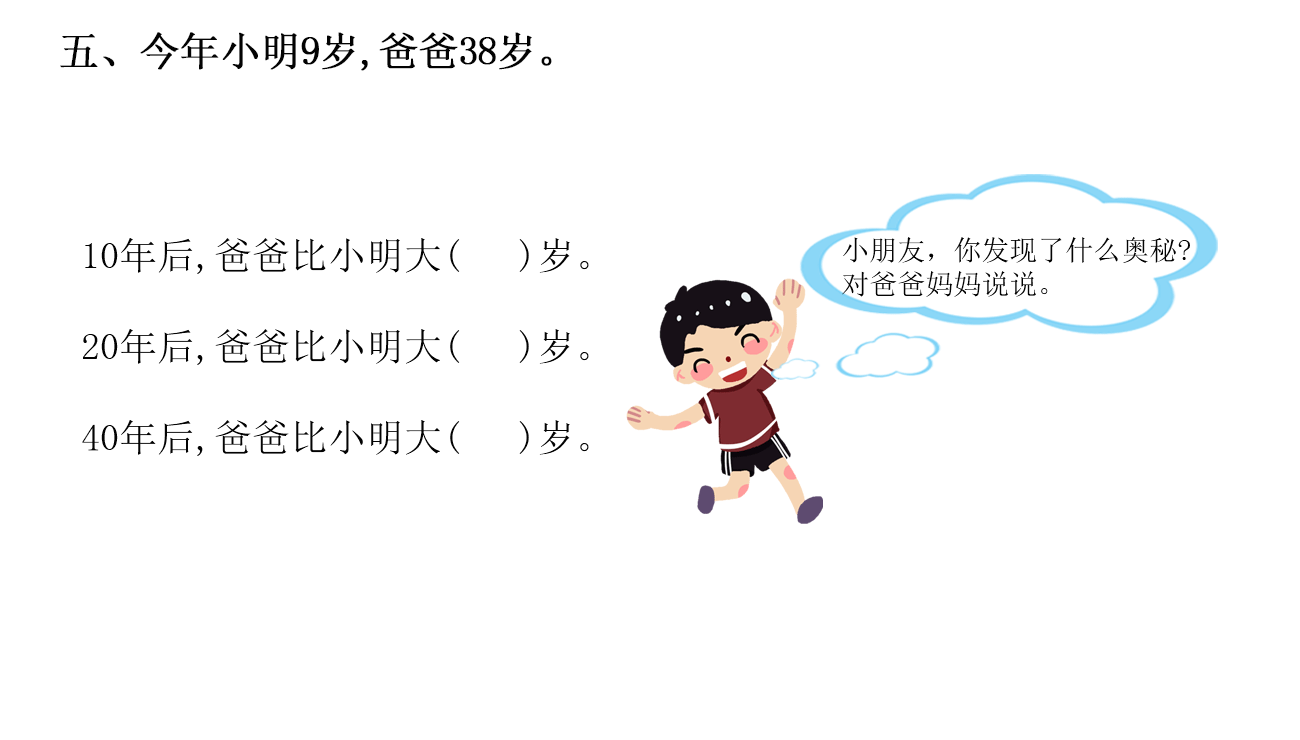 五、今年小明9岁,爸爸38岁。
10年后,爸爸比小明大(　)岁。
20年后,爸爸比小明大(　)岁。
40年后,爸爸比小明大(　)岁。
小朋友，你发现了什么奥秘?
对爸爸妈妈说说。